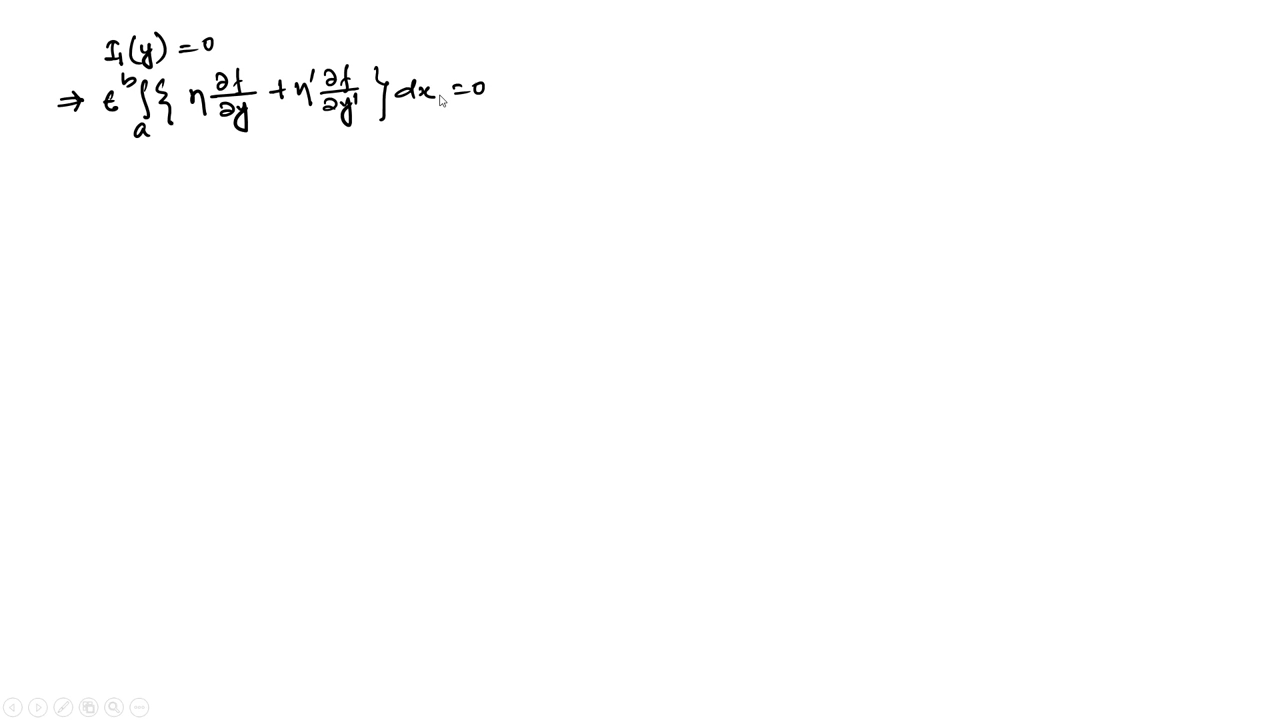 I₁(y) = 0
⇒ ϵ ∫ₐᵇ { η ∂f/∂y + η' ∂f/∂y' } dx = 0